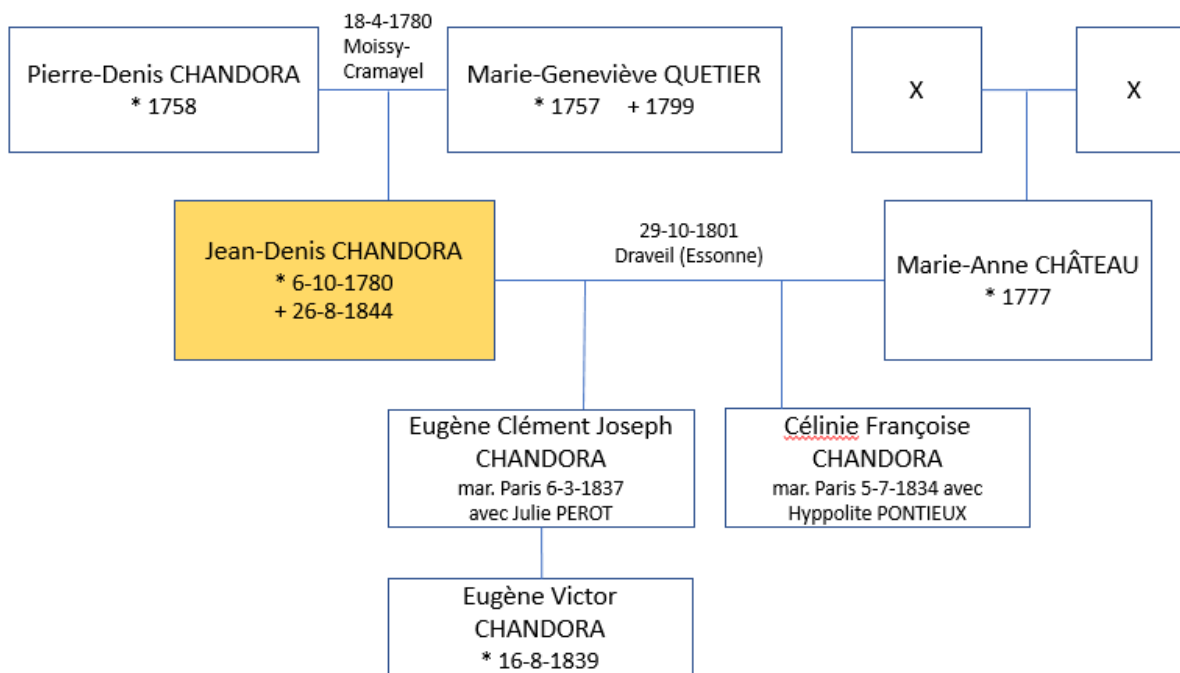 18-4-1780
Moissy-
Cramayel
Pierre-Denis CHANDORA
* 1758
Marie-Geneviève QUETIER
* 1757 + 1799
X
X
Jean-Denis CHANDORA
* 6-10-1780
+ 26-8-1844
29-10-1801
Draveil (Essonne)
Marie-Anne CHÂTEAU
* 1777
Eugène Clément Joseph
CHANDORA
mar. Paris 6-3-1837
avec Julie PEROT
Célinie Françoise
CHANDORA
mar. Paris 5-7-1834 avec
Hyppolite PONTIEUX
Eugène Victor
CHANDORA
* 16-8-1839